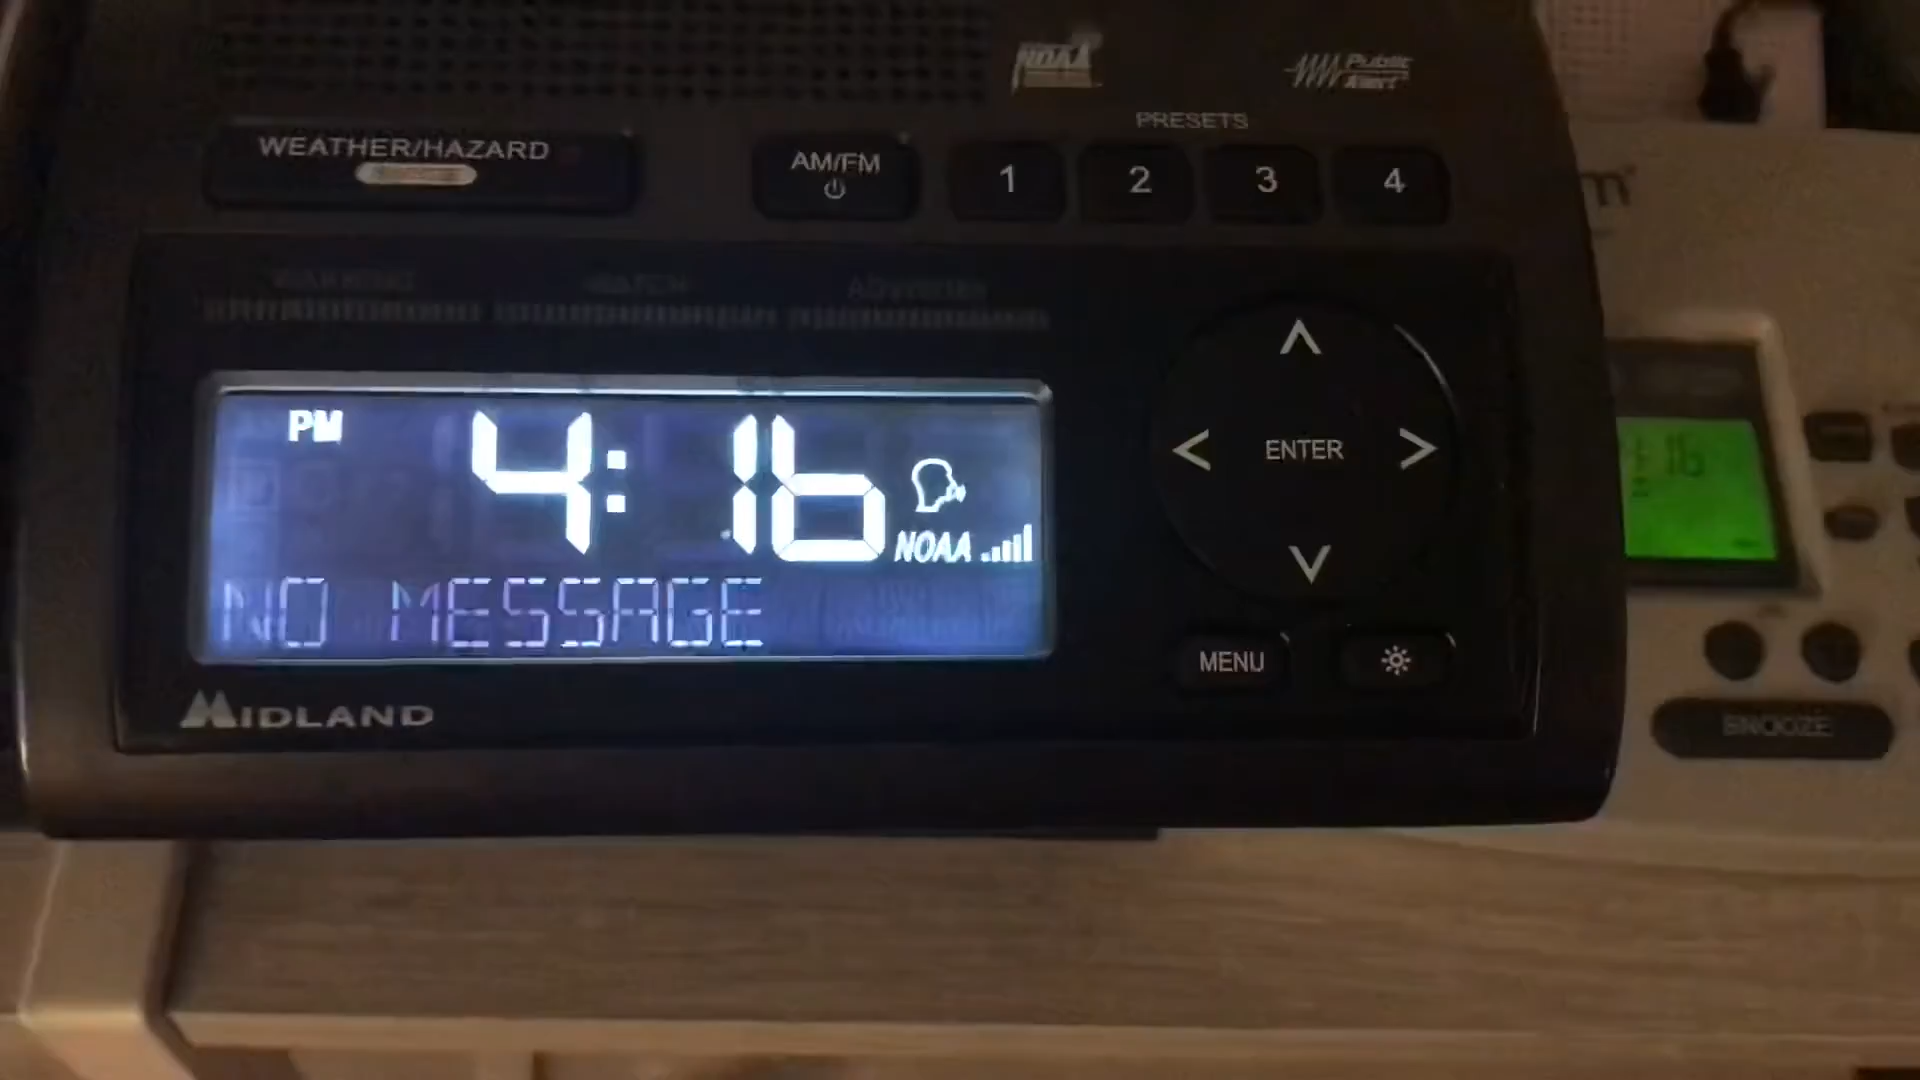 NOAA
Public
Alert
PRESETS
WEATHER/HAZARD
AM/FM
1
2
3
4
WARNING
WATCH
ADVISORY
PM
4:16
NOAA
NO MESSAGE
MIDLAND
ENTER
MENU
16
SNOOZE